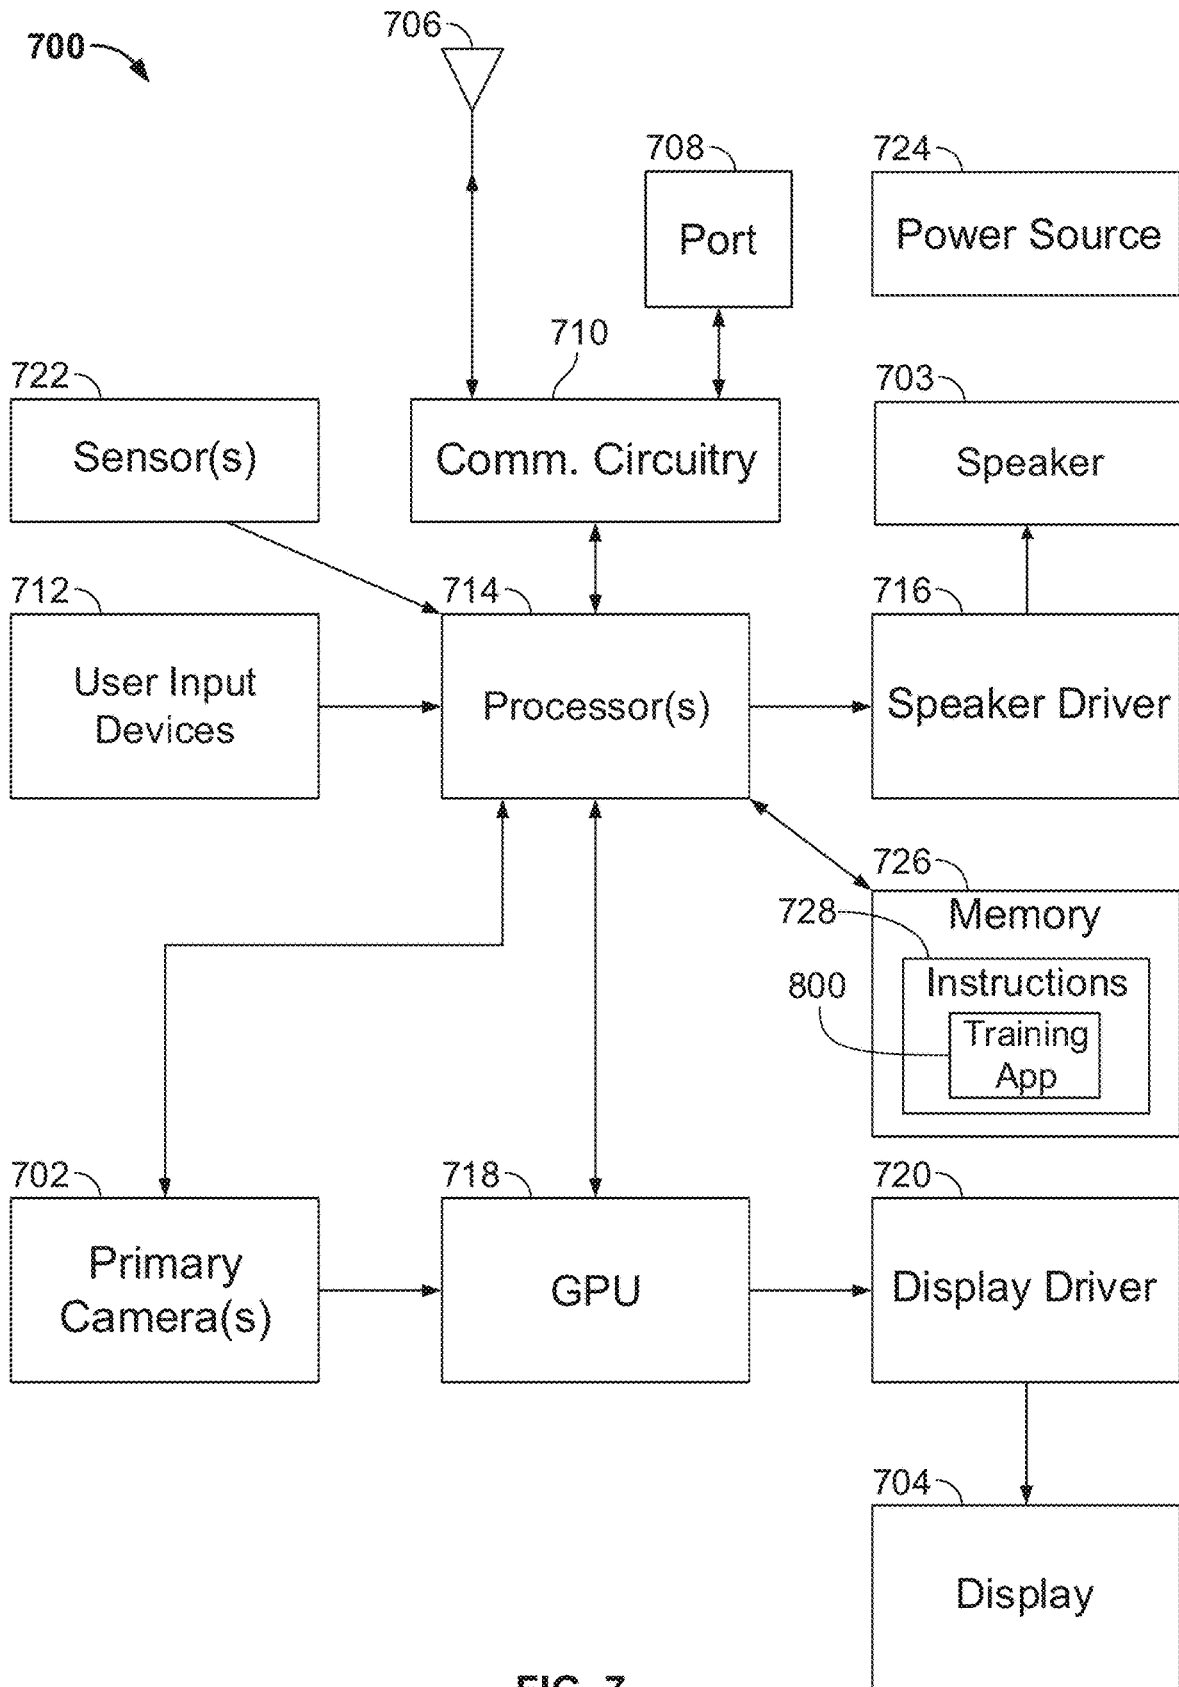 700
706
708
Port
724
Power Source
710
722
Sensor(s)
Comm. Circuitry
703
Speaker
712
User Input
Devices
714
Processor(s)
716
Speaker Driver
726
Memory
728
Instructions
800
Training
App
702
Primary
Camera(s)
718
GPU
720
Display Driver
704
Display
FIG. 7